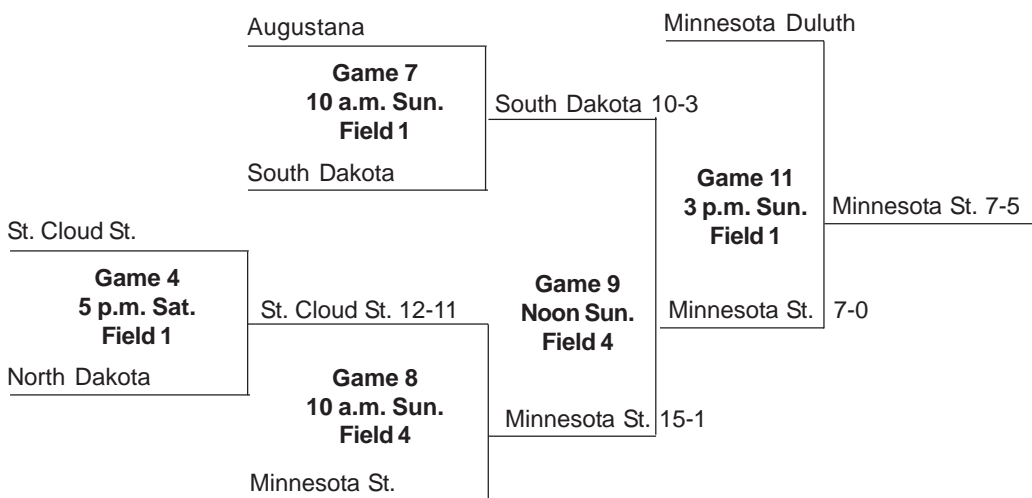 Augustana
Minnesota Duluth
Game 7
10 a.m. Sun.
Field 1
South Dakota 10-3
South Dakota
Game 11
3 p.m. Sun.
Field 1
Minnesota St. 7-5
St. Cloud St.
Game 4
5 p.m. Sat.
Field 1
St. Cloud St. 12-11
Game 9
Noon Sun.
Field 4
Minnesota St. 7-0
North Dakota
Game 8
10 a.m. Sun.
Field 4
Minnesota St. 15-1
Minnesota St.